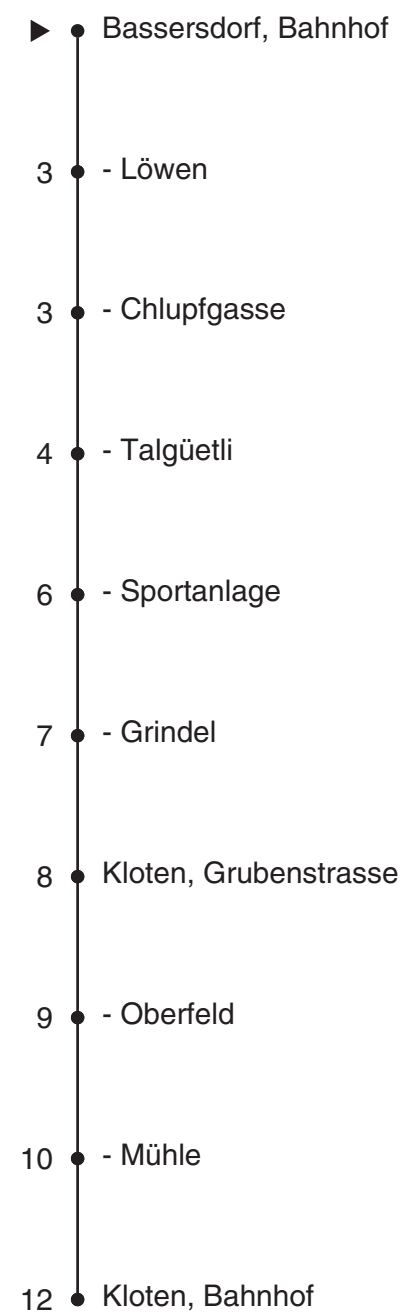 Bassersdorf, Bahnhof
3 - Löwen
3 - Chlupfgasse
4 - Talgüetli
6 - Sportanlage
7 - Grindel
8 Kloten, Grubenstrasse
9 - Oberfeld
10 - Mühle
12 Kloten, Bahnhof